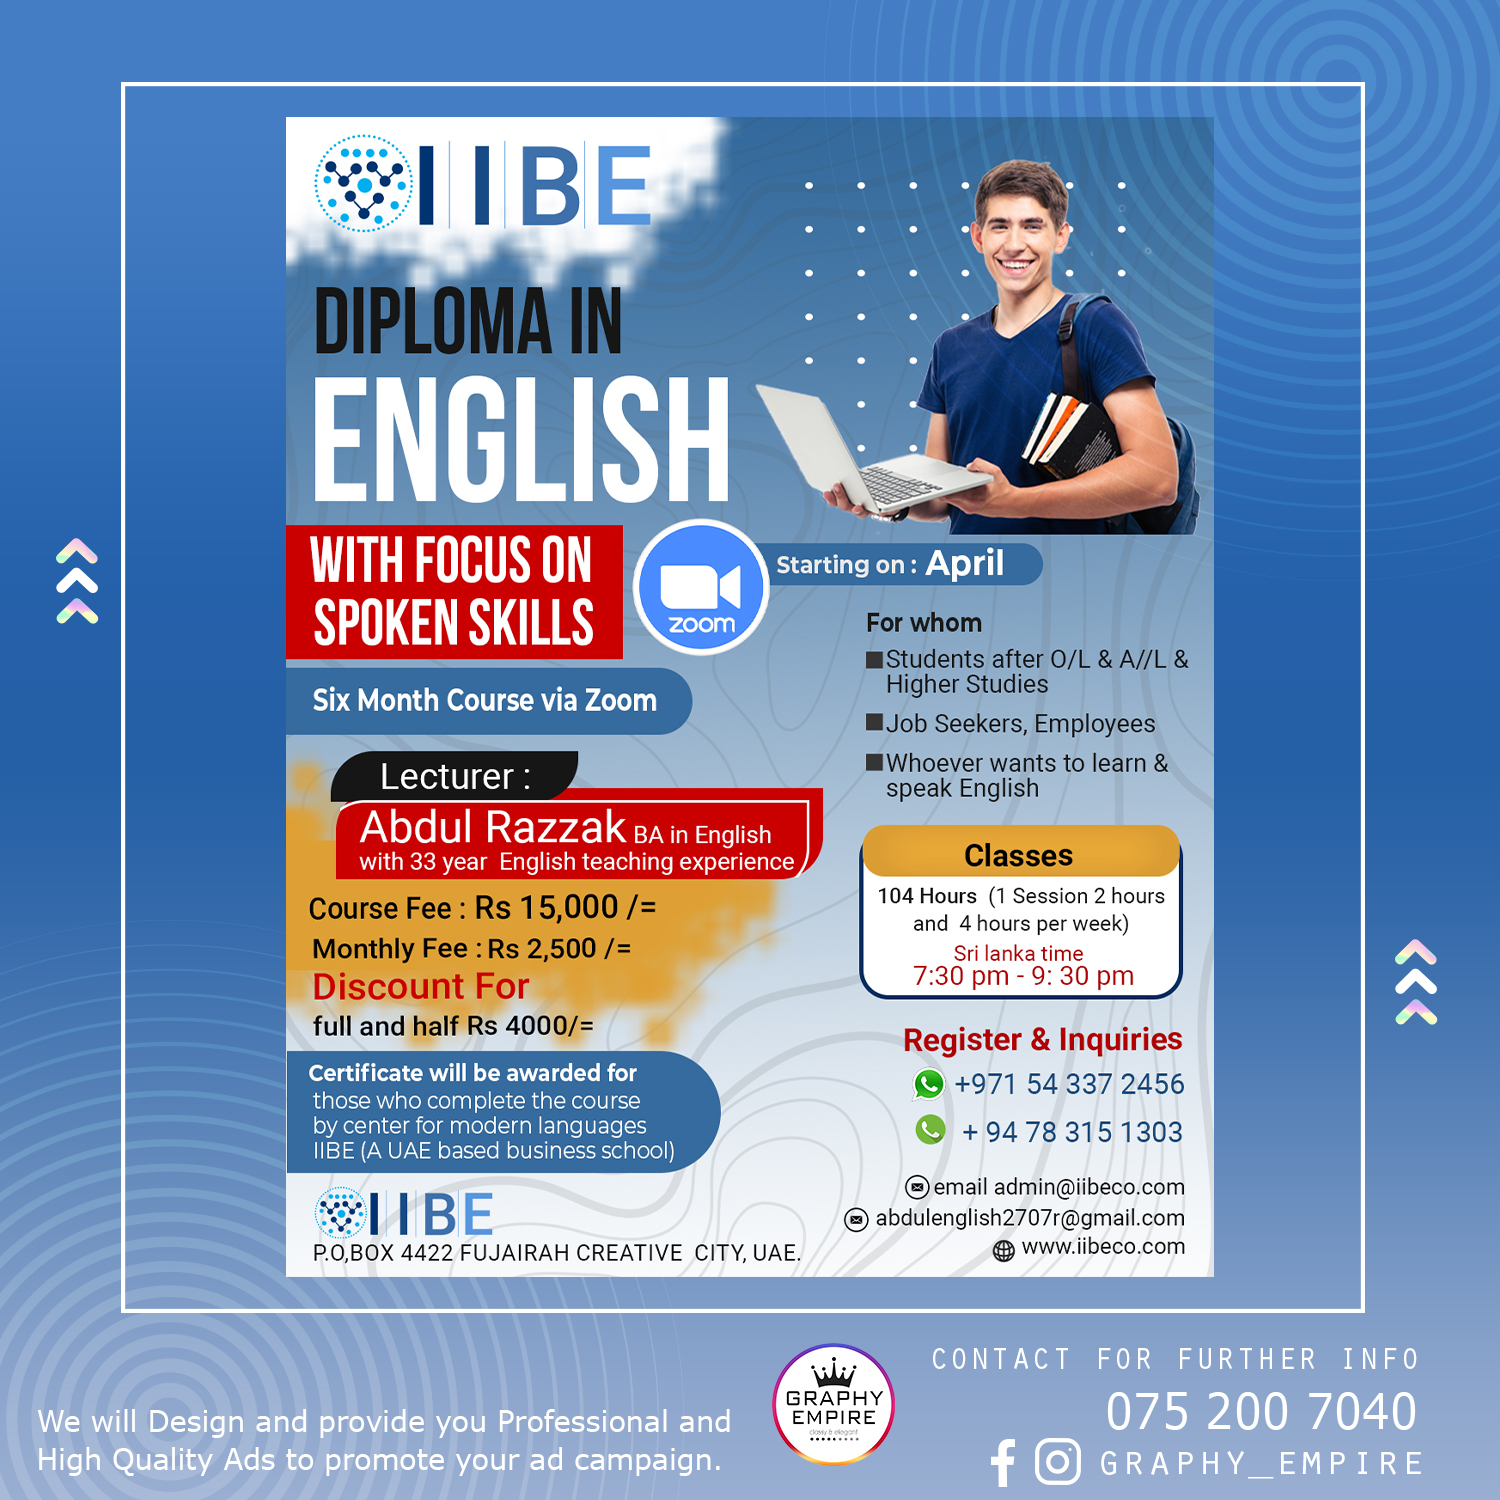 IIBE
DIPLOMA IN
ENGLISH
WITH FOCUS ON
SPOKEN SKILLS
zoom
Starting on : April
Six Month Course via Zoom
For whom
Students after O/L & A//L &
Higher Studies
Job Seekers, Employees
Whoever wants to learn &
speak English
Lecturer :
Abdul Razzak BA in English
with 33 year English teaching experience
Course Fee : Rs 15,000 /=
Monthly Fee : Rs 2,500 /=
Discount For
full and half Rs 4000/=
Classes
104 Hours (1 Session 2 hours
and 4 hours per week)
Sri lanka time
7:30 pm - 9: 30 pm
Certificate will be awarded for
those who complete the course
by center for modern languages
IIBE (A UAE based business school)
Register & Inquiries
+971 54 337 2456
+ 94 78 315 1303
IIBE
P.O,BOX 4422 FUJAIRAH CREATIVE CITY, UAE.
email admin@iibeco.com
abdulenglish2707r@gmail.com
www.iibeco.com
We will Design and provide you Professional and
High Quality Ads to promote your ad campaign.
GRAPHY
EMPIRE
classy & elegant
CONTACT FOR FURTHER INFO
075 200 7040
GRAPHY_EMPIRE